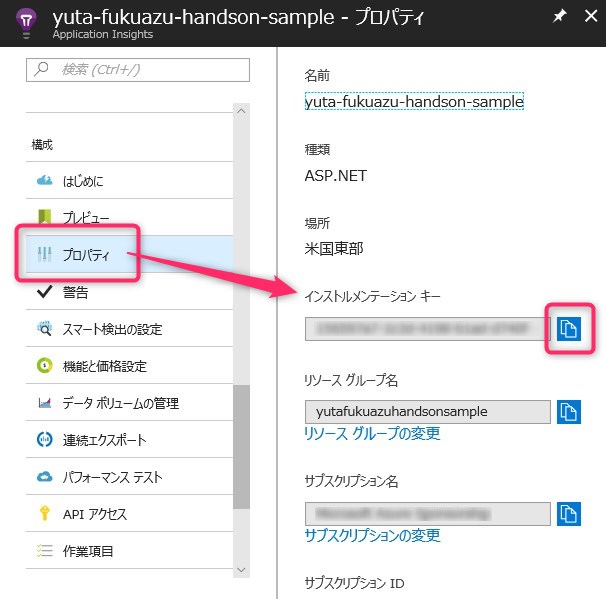 yuta-fukuazu-handson-sample - プロパティ
Application Insights
検索 (Ctrl+/)
構成
はじめに
プレビュー
プロパティ
警告
スマート検出の設定
機能と価格設定
データ ボリュームの管理
連続エクスポート
パフォーマンス テスト
API アクセス
作業項目
名前
yuta-fukuazu-handson-sample
種類
ASP.NET
場所
米国東部
インストルメンテーション キー
リソース グループ名
yutafukuazuhandsonsample
リソース グループの変更
サブスクリプション名
サブスクリプションの変更
サブスクリプション ID